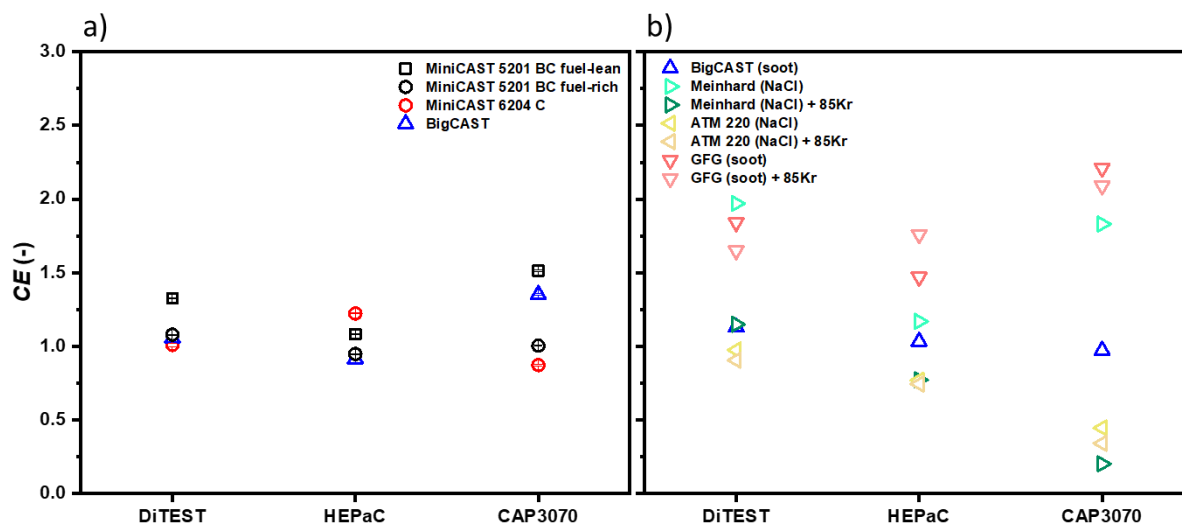 a)
3.0
2.5
2.0
1.5
1.0
0.5
0.0
CE (-)
MiniCAST 5201 BC fuel-lean
MiniCAST 5201 BC fuel-rich
MiniCAST 6204 C
BigCAST
DiTEST
HEPaC
CAP3070
b)
BigCAST (soot)
Meinhard (NaCl)
Meinhard (NaCl) + 85Kr
ATM 220 (NaCl)
ATM 220 (NaCl) + 85Kr
GFG (soot)
GFG (soot) + 85Kr
DiTEST
HEPaC
CAP3070